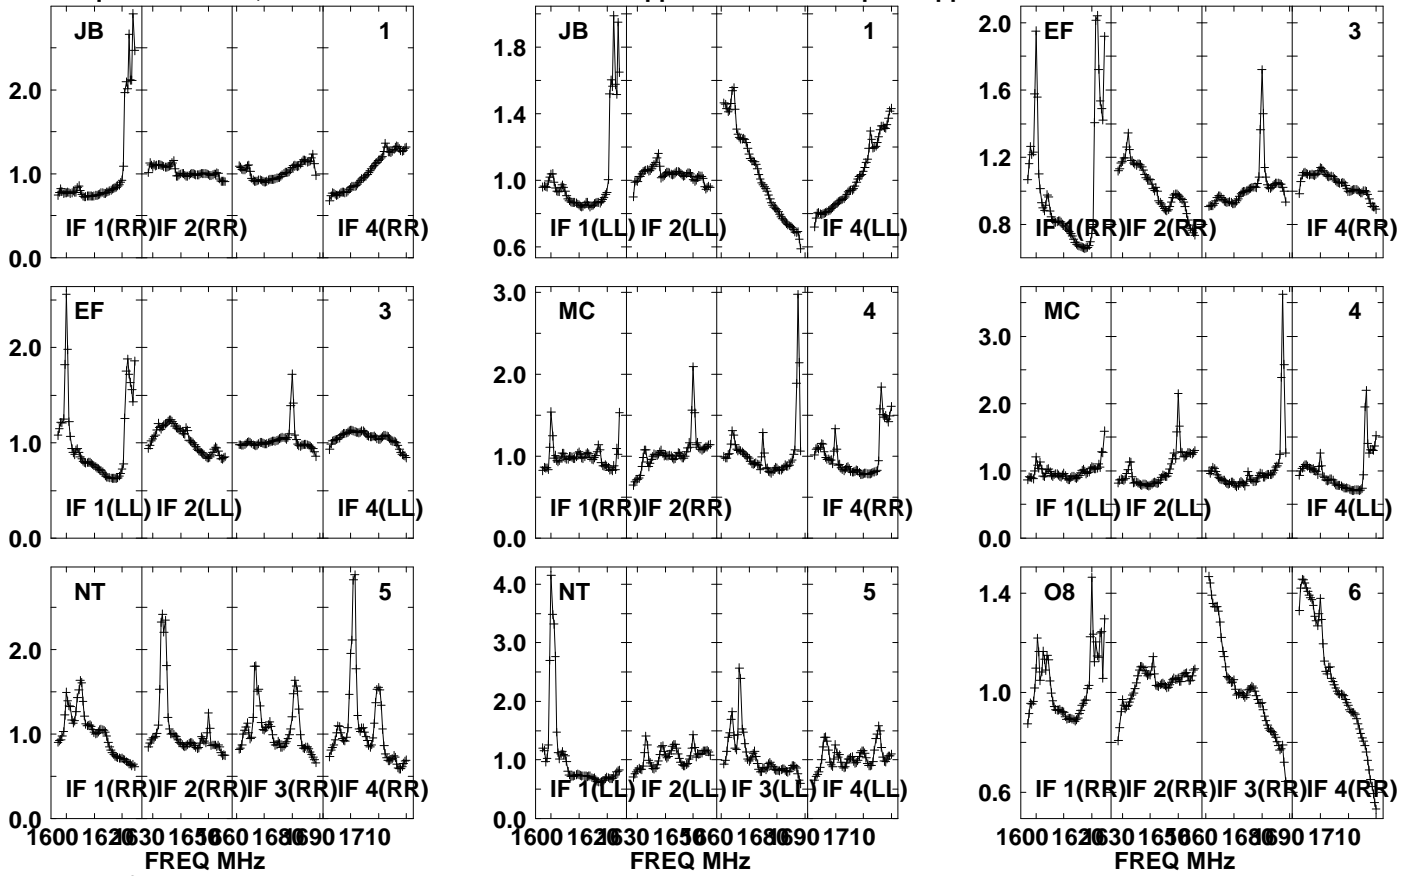 JB 1 JB 1 EF 3
2.0 1.8 2.0
1.0 1.4 1.6
0.0 1.0 1.2
0.6 0.8
IF 1(RR) IF 2(RR) IF 4(RR) IF 1(LL) IF 2(LL) IF 4(LL) IF 1(RR) IF 2(RR) IF 4(RR)
EF 3 MC 4 MC 4
2.0 3.0 3.0
1.0 2.0 2.0
0.0 1.0 1.0
0.0 0.0
IF 1(LL) IF 2(LL) IF 4(LL) IF 1(RR) IF 2(RR) IF 4(RR) IF 1(LL) IF 2(LL) IF 4(LL)
NT 5 NT 5 O8 6
2.0 4.0 1.4
1.0 3.0 1.0
0.0 2.0 0.6
1.0
0.0
IF 1(RR) IF 2(RR) IF 3(RR) IF 4(RR) IF 1(LL) IF 2(LL) IF 3(LL) IF 4(LL) IF 1(RR) IF 2(RR) IF 3(RR) IF 4(RR)
1600 1620 1630 1650 1660 1680 1690 1710 1600 1620 1630 1650 1660 1680 1690 1710 1600 1620 1630 1650 1660 1680 1690 1710
FREQ MHz FREQ MHz FREQ MHz